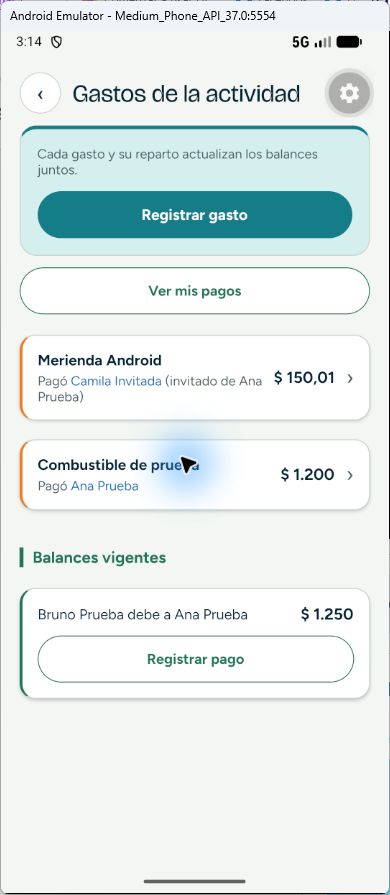 Android Emulator - Medium_Phone_API_37.0:5554
3:14 5G
‹ Gastos de la actividad
Cada gasto y su reparto actualizan los balances
juntos.
Registrar gasto
Ver mis pagos
Merienda Android
Pagó Camila Invitada (invitado de Ana
Prueba)
$ 150,01 ›
Combustible de prueba
Pagó Ana Prueba
$ 1.200 ›
Balances vigentes
Bruno Prueba debe a Ana Prueba $ 1.250
Registrar pago